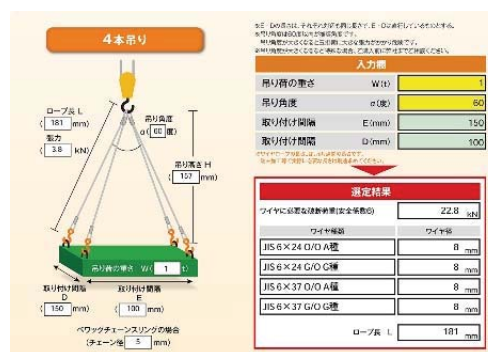 4本吊り
ロープ長 L
( 181 mm)
張力
( 3.8 kN)
吊り角度
α( 60 度)
吊り高さ H
( 157 mm)
吊り荷の重さ W( 1 t)
取り付け間隔
D
( 150 mm)
取り付け間隔
E
( 100 mm)
ベワックチェーンスリングの場合
(チェーン径 5 mm)
入力欄
吊り荷の重さ W(t) 1
吊り角度 α(度) 60
取り付け間隔 E(mm) 150
取り付け間隔 D(mm) 100
選定結果
ワイヤに必要な破断荷重(安全係数6) 22.8 kN
ワイヤ種類 ワイヤ径
JIS 6×24 O/O A種 8 mm
JIS 6×24 G/O G種 8 mm
JIS 6×37 O/O A種 8 mm
JIS 6×37 G/O G種 8 mm
ロープ長 L 181 mm